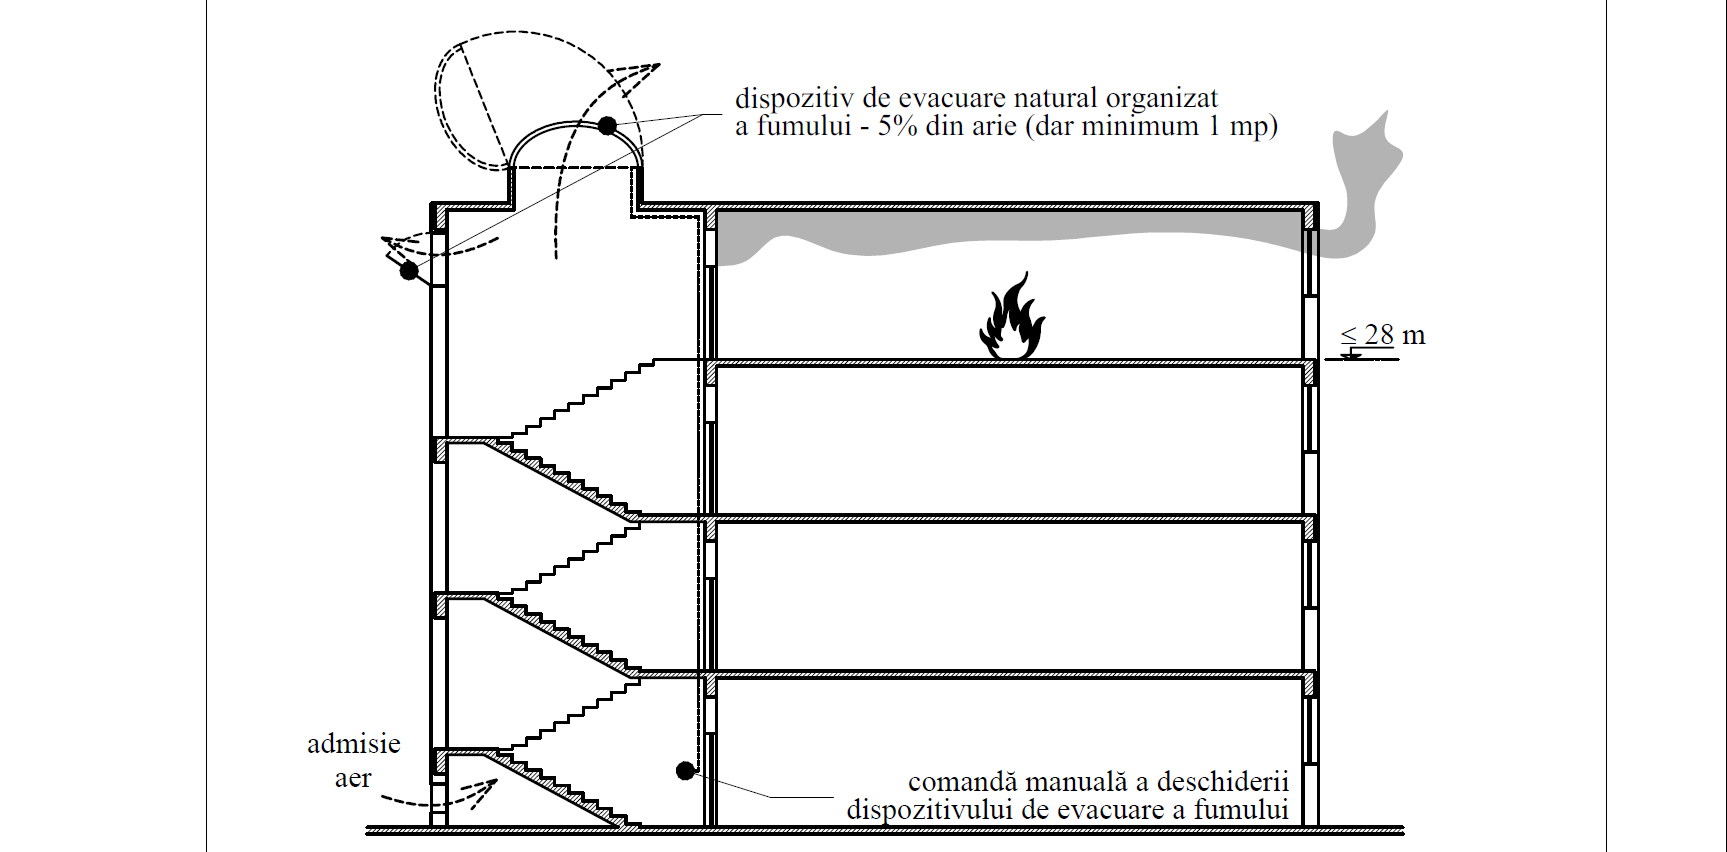 dispozitiv de evacuare natural organizat
a fumului - 5% din arie (dar minimum 1 mp)
≤ 28 m
admisie
aer
comandă manuală a deschiderii
dispozitivului de evacuare a fumului